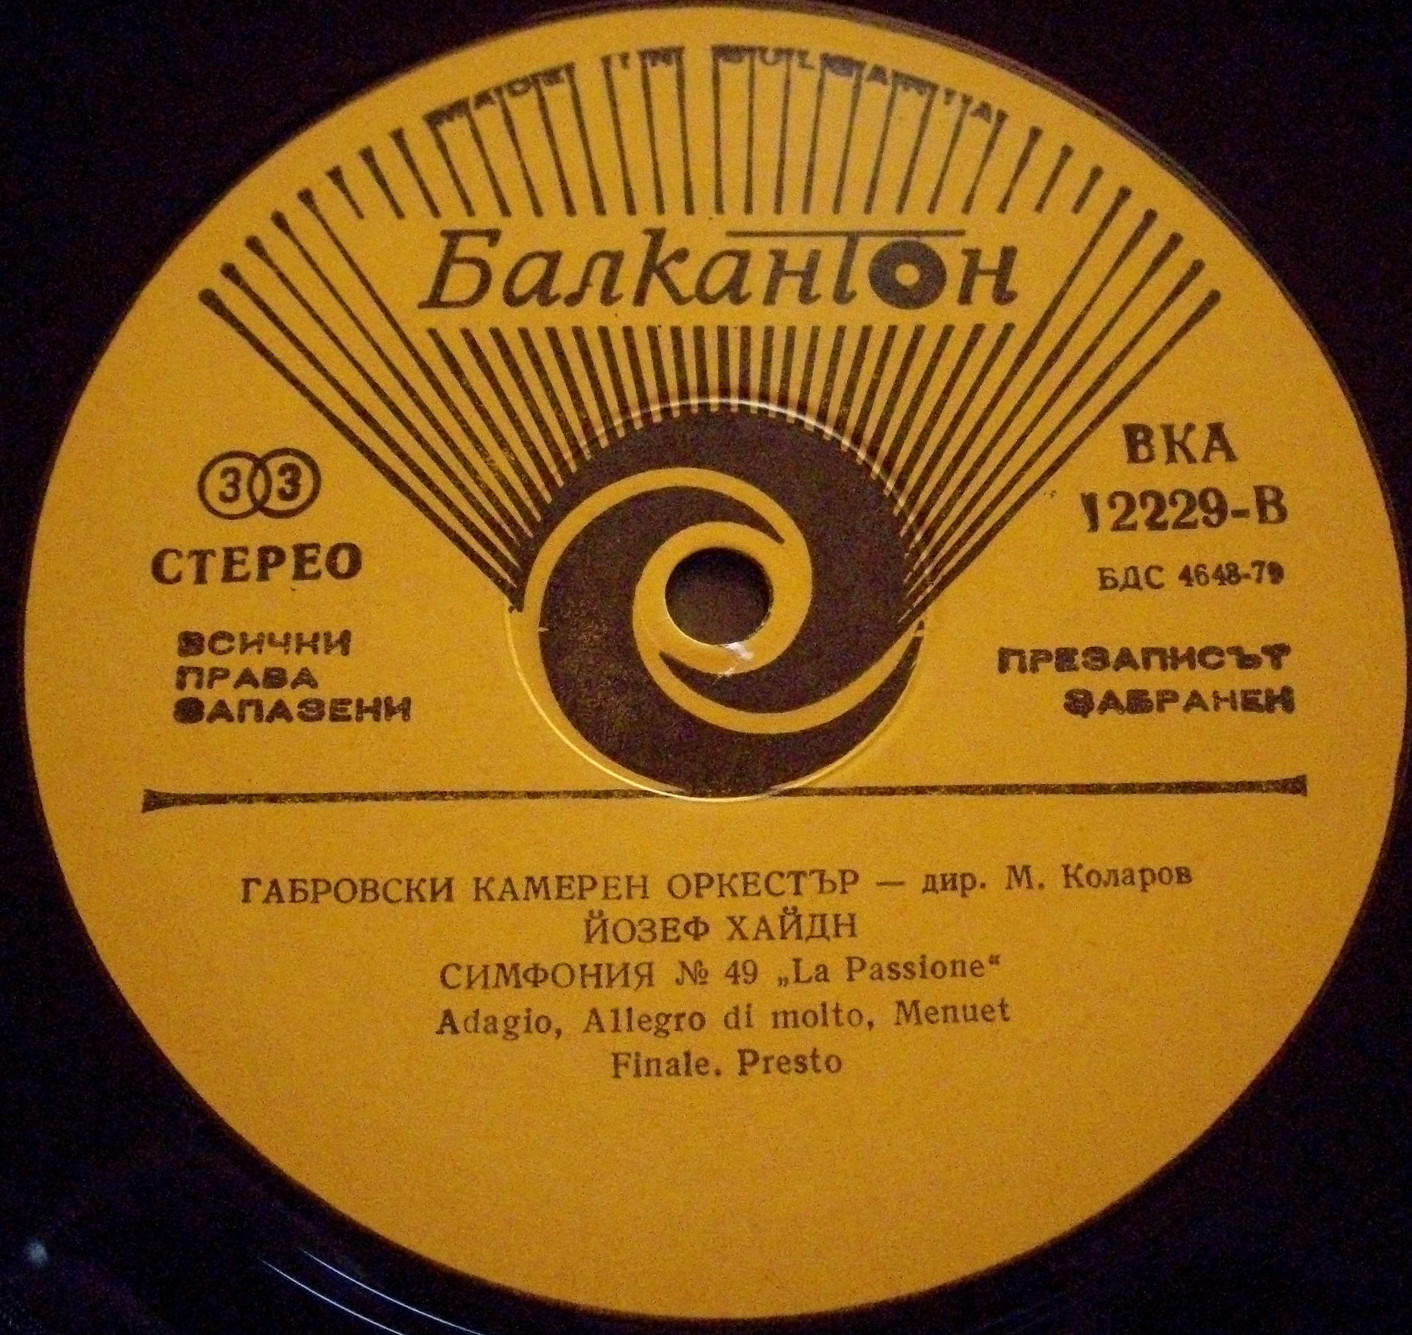 MADE IN BULGARIA
Балкантон
33
СТЕРЕО
ВСИЧКИ
ПРАВА
ЗАПАЗЕНИ
ВКА
12229-В
БДС 4648-79
ПРЕЗАПИСЪТ
ЗАБРАНЕН
ГАБРОВСКИ КАМЕРЕН ОРКЕСТЪР — дир. М. Коларов
ЙОЗЕФ ХАЙДН
СИМФОНИЯ № 49 „La Passione“
Adagio, Allegro di molto, Menuet
Finale. Presto